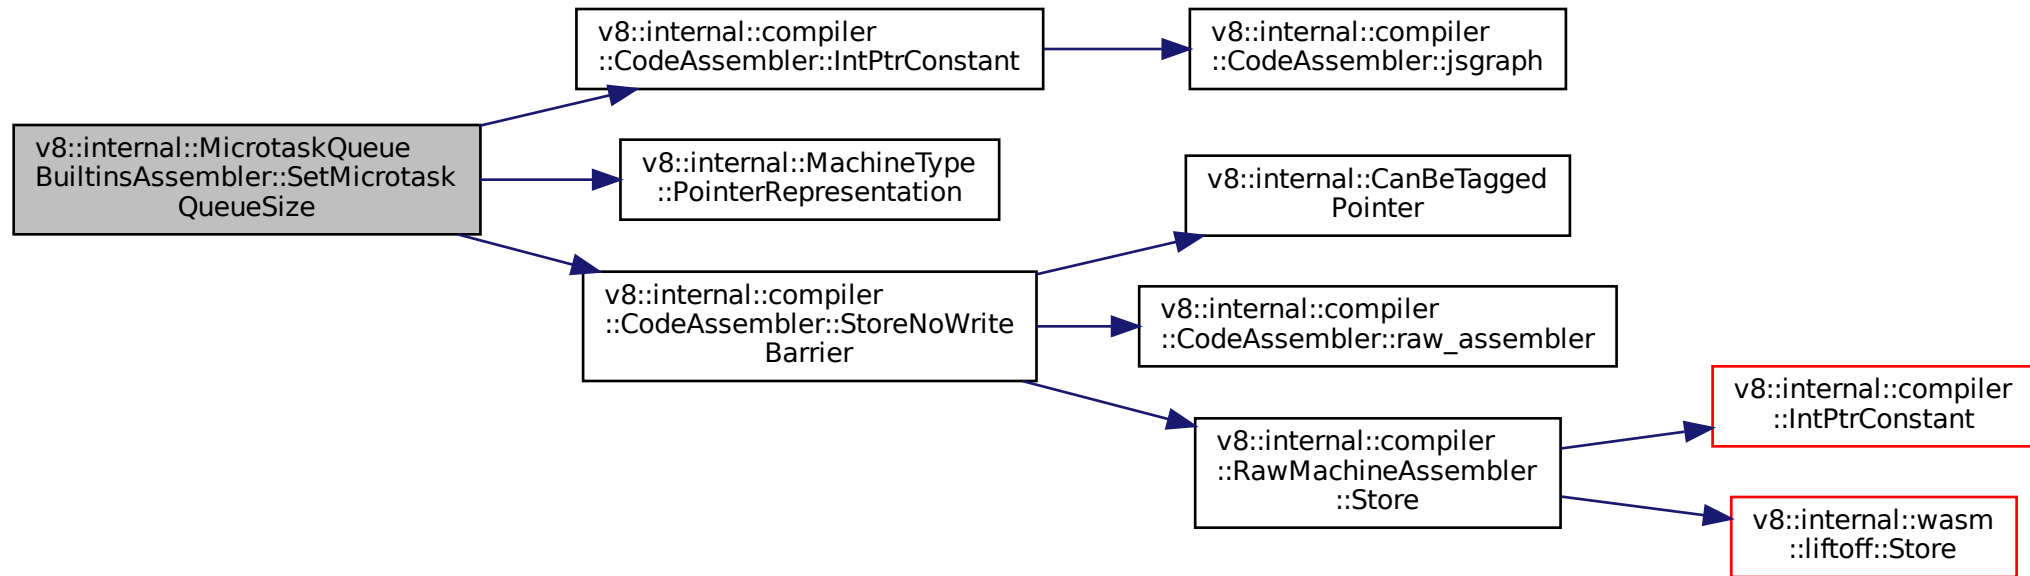 v8::internal::MicrotaskQueue
BuiltinsAssembler::SetMicrotask
QueueSize
v8::internal::compiler
::CodeAssembler::IntPtrConstant
v8::internal::compiler
::CodeAssembler::jsgraph
v8::internal::MachineType
::PointerRepresentation
v8::internal::compiler
::CodeAssembler::StoreNoWrite
Barrier
v8::internal::CanBeTagged
Pointer
v8::internal::compiler
::CodeAssembler::raw_assembler
v8::internal::compiler
::RawMachineAssembler
::Store
v8::internal::compiler
::IntPtrConstant
v8::internal::wasm
::liftoff::Store